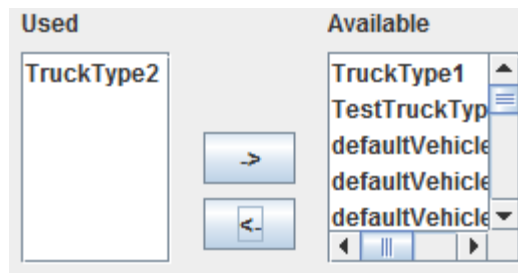 Used
Available
TruckType2
TruckType1
TestTruckTyp
defaultVehicle
defaultVehicle
defaultVehicle
->
<-